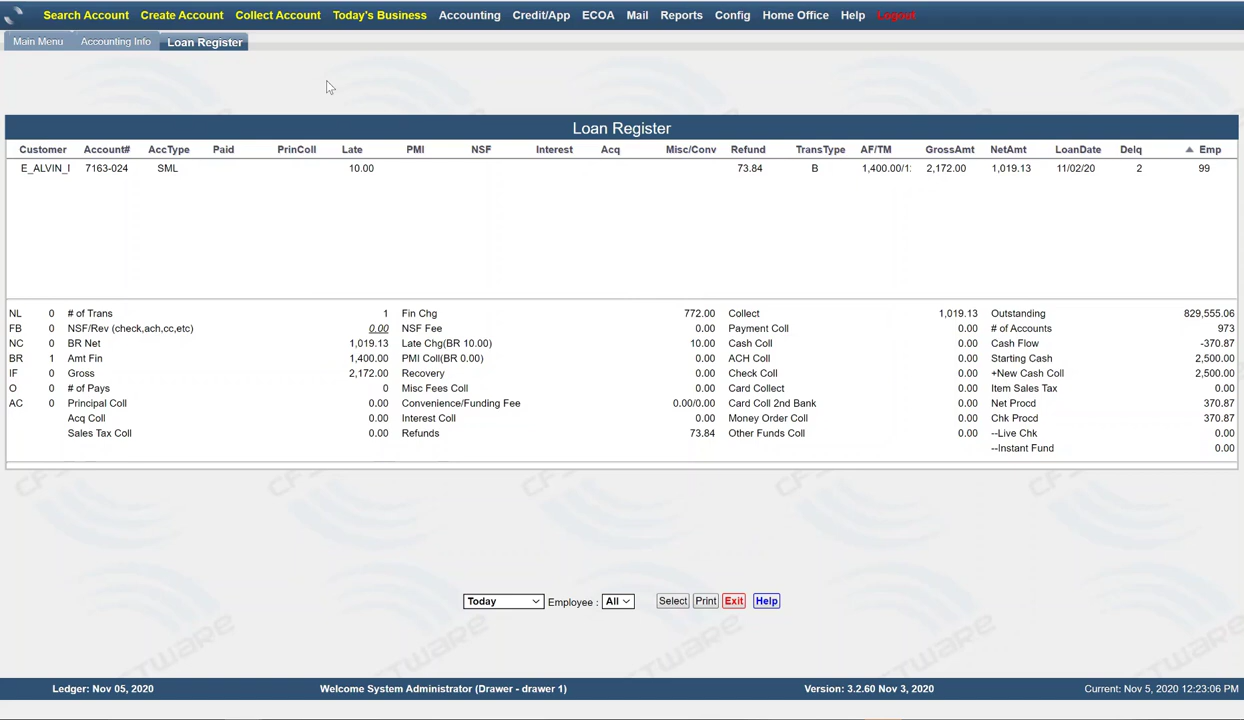 Search Account Create Account Collect Account Today's Business Accounting Credit/App ECOA Mail Reports Config Home Office Help Logout
Main Menu Accounting Info Loan Register
Loan Register
Customer Account# AccType Paid PrinColl Late PMI NSF Interest Acq Misc/Conv Refund TransType AF/TM GrossAmt NetAmt LoanDate Delq Emp
E_ALVIN_I 7163-024 SML 10.00 73.84 B 1,400.00/1: 2,172.00 1,019.13 11/02/20 2 99
NL 0 # of Trans 1 Fin Chg 772.00 Collect 1,019.13 Outstanding 829,555.06
FB 0 NSF/Rev (check,ach,cc,etc) 0.00 NSF Fee 0.00 Payment Coll 0.00 # of Accounts 973
NC 0 BR Net 1,019.13 Late Chg(BR 10.00) 10.00 Cash Coll 0.00 Cash Flow -370.87
BR 1 Amt Fin 1,400.00 PMI Coll(BR 0.00) 0.00 ACH Coll 0.00 Starting Cash 2,500.00
IF 0 Gross 2,172.00 Recovery 0.00 Check Coll 0.00 +New Cash Coll 2,500.00
O 0 # of Pays 0 Misc Fees Coll 0.00 Card Collect 0.00 Item Sales Tax 0.00
AC 0 Principal Coll 0.00 Convenience/Funding Fee 0.00/0.00 Card Coll 2nd Bank 0.00 Net Procd 370.87
Acq Coll 0.00 Interest Coll 0.00 Money Order Coll 0.00 Chk Procd 370.87
Sales Tax Coll 0.00 Refunds 73.84 Other Funds Coll 0.00 --Live Chk 0.00
--Instant Fund 0.00
Today Employee : All Select Print Exit Help
Ledger: Nov 05, 2020 Welcome System Administrator (Drawer - drawer 1) Version: 3.2.60 Nov 3, 2020 Current: Nov 5, 2020 12:23:06 PM